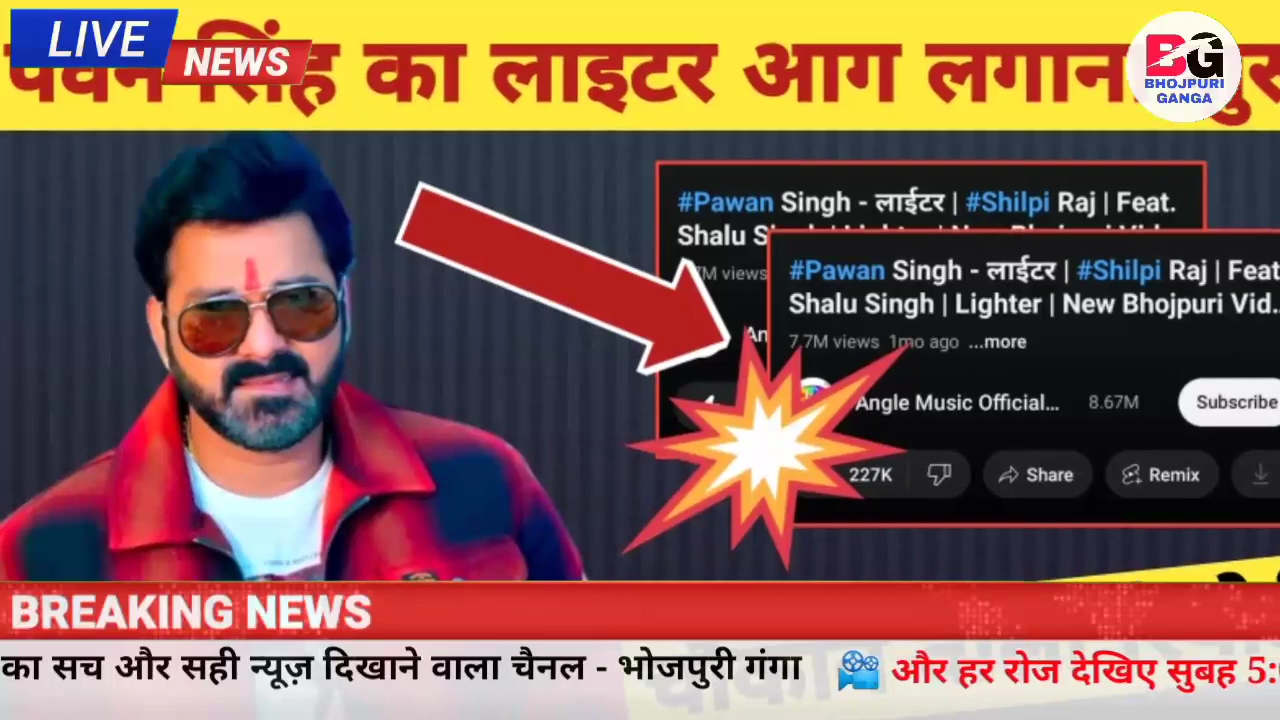 LIVE
NEWS
पवन सिंह का लाइटर आग लगाना
BG
BHOJPURI
GANGA
#Pawan Singh - लाईटर | #Shilpi Raj | Feat.
Shalu
7M views
#Pawan Singh - लाईटर | #Shilpi Raj | Feat
Shalu Singh | Lighter | New Bhojpuri Vid...
7.7M views 1mo ago ...more
Angle Music Official... 8.67M Subscribe
227K Share Remix
BREAKING NEWS
का सच और सही न्यूज़ दिखाने वाला चैनल - भोजपुरी गंगा
और हर रोज देखिए सुबह 5: